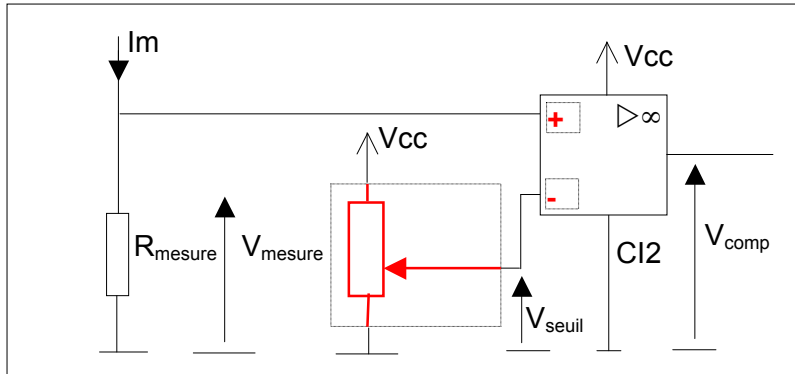 Im
Vcc
+
▷∞
Vcc
-
Rmesure
Vmesure
Vseuil
CI2
Vcomp